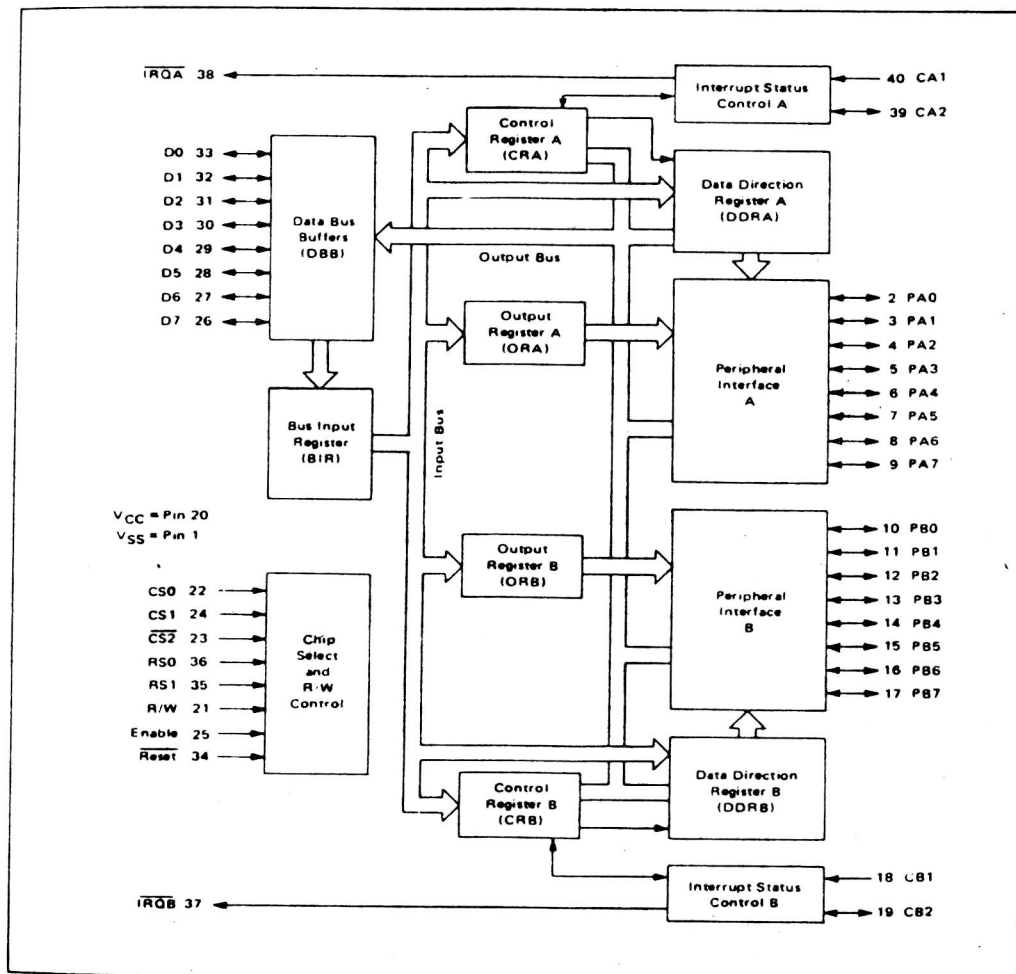 IRQA 38
Interrupt Status
Control A
40 CA1
39 CA2
Control
Register A
(CRA)
D0 33
D1 32
D2 31
D3 30
D4 29
D5 28
D6 27
D7 26
Data Bus
Buffers
(DBB)
Data Direction
Register A
(DDRA)
Output Bus
Output
Register A
(ORA)
Peripheral
Interface
A
2 PA0
3 PA1
4 PA2
5 PA3
6 PA4
7 PA5
8 PA6
9 PA7
Bus Input
Register
(BIR)
Input Bus
VCC = Pin 20
VSS = Pin 1
Output
Register B
(ORB)
Peripheral
Interface
B
10 PB0
11 PB1
12 PB2
13 PB3
14 PB4
15 PB5
16 PB6
17 PB7
CS0 22
CS1 24
CS2 23
RS0 36
RS1 35
R/W 21
Enable 25
Reset 34
Chip
Select
and
R/W
Control
Control
Register B
(CRB)
Data Direction
Register B
(DDRB)
Interrupt Status
Control B
18 CB1
19 CB2
IRQB 37